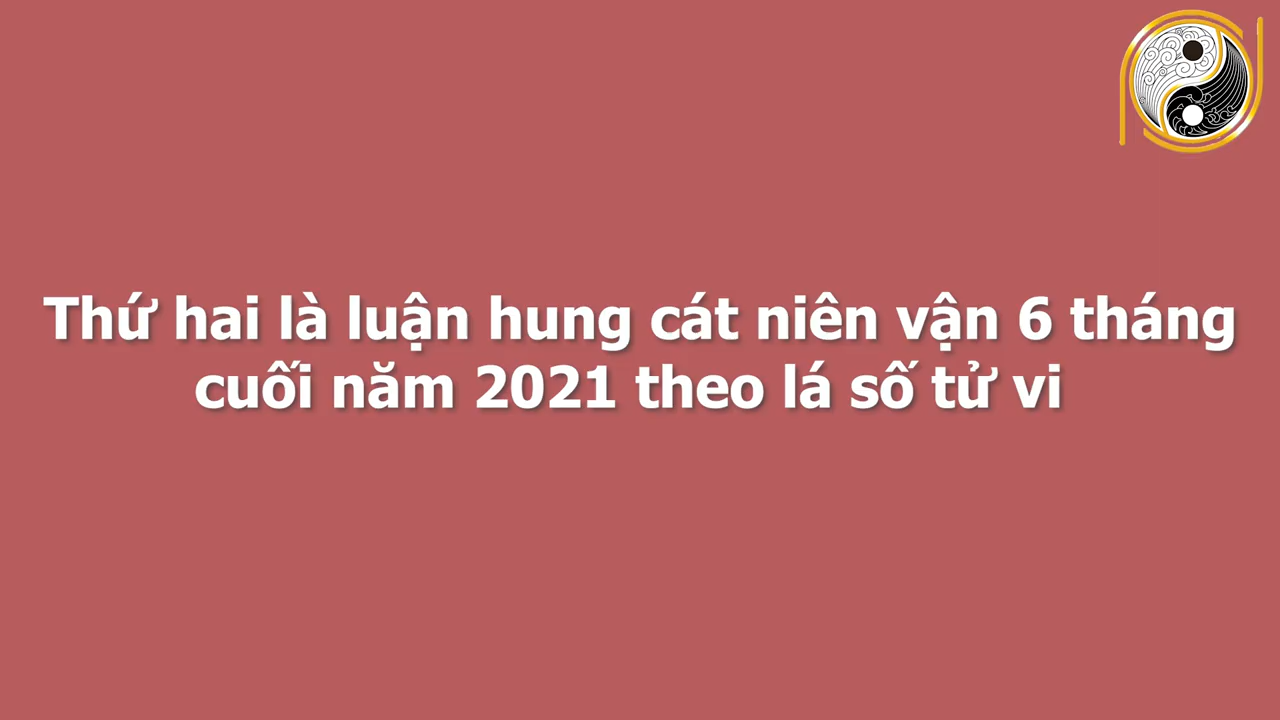 Thứ hai là luận hung cát niên vận 6 tháng
cuối năm 2021 theo lá số tử vi